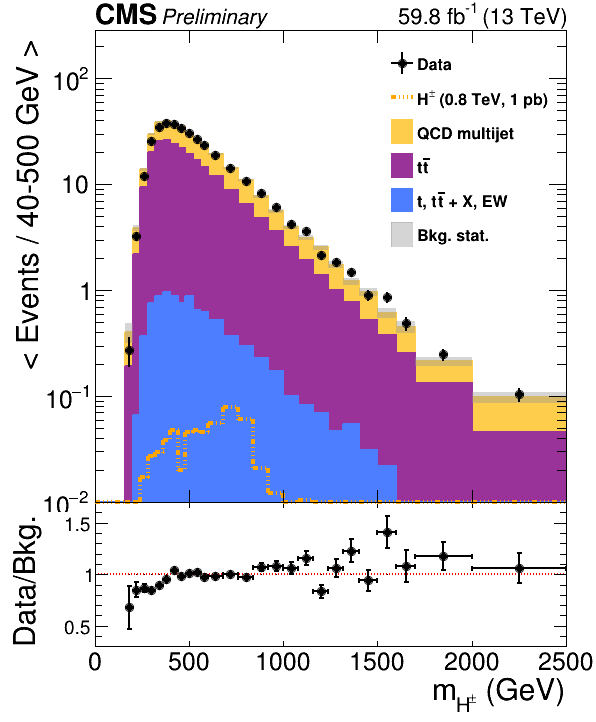 CMS Preliminary 59.8 fb⁻¹ (13 TeV)
< Events / 40-500 GeV >
10²
10
1
10⁻¹
10⁻²
Data
H± (0.8 TeV, 1 pb)
QCD multijet
tt̅
t, tt̅ + X, EW
Bkg. stat.
Data/Bkg.
1.5
1
0.5
0 500 1000 1500 2000 2500
m_H± (GeV)